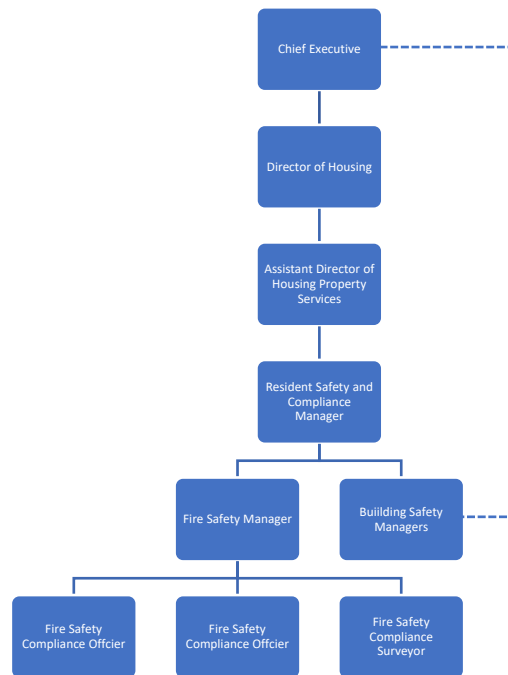 Chief Executive
Director of Housing
Assistant Director of
Housing Property
Services
Resident Safety and
Compliance
Manager
Fire Safety Manager
Buiilding Safety
Managers
Fire Safety
Compliance Offcier
Fire Safety
Compliance Offcier
Fire Safety
Compliance
Surveyor